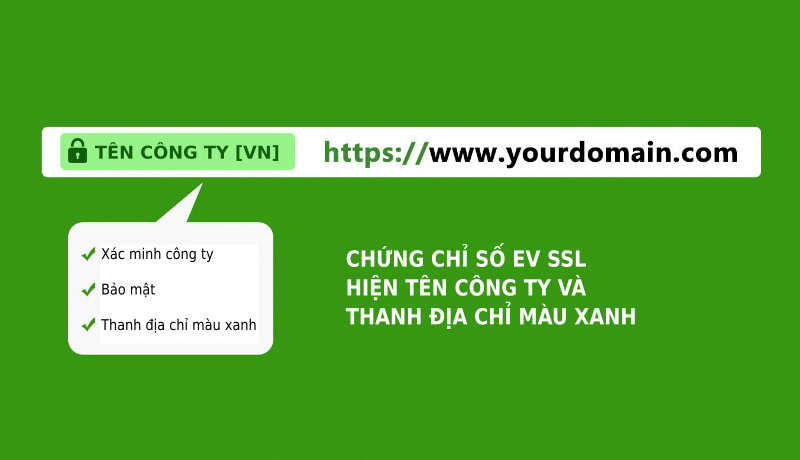 TÊN CÔNG TY [VN] https://www.yourdomain.com
Xác minh công ty
Bảo mật
Thanh địa chỉ màu xanh
CHỨNG CHỈ SỐ EV SSL
HIỆN TÊN CÔNG TY VÀ
THANH ĐỊA CHỈ MÀU XANH